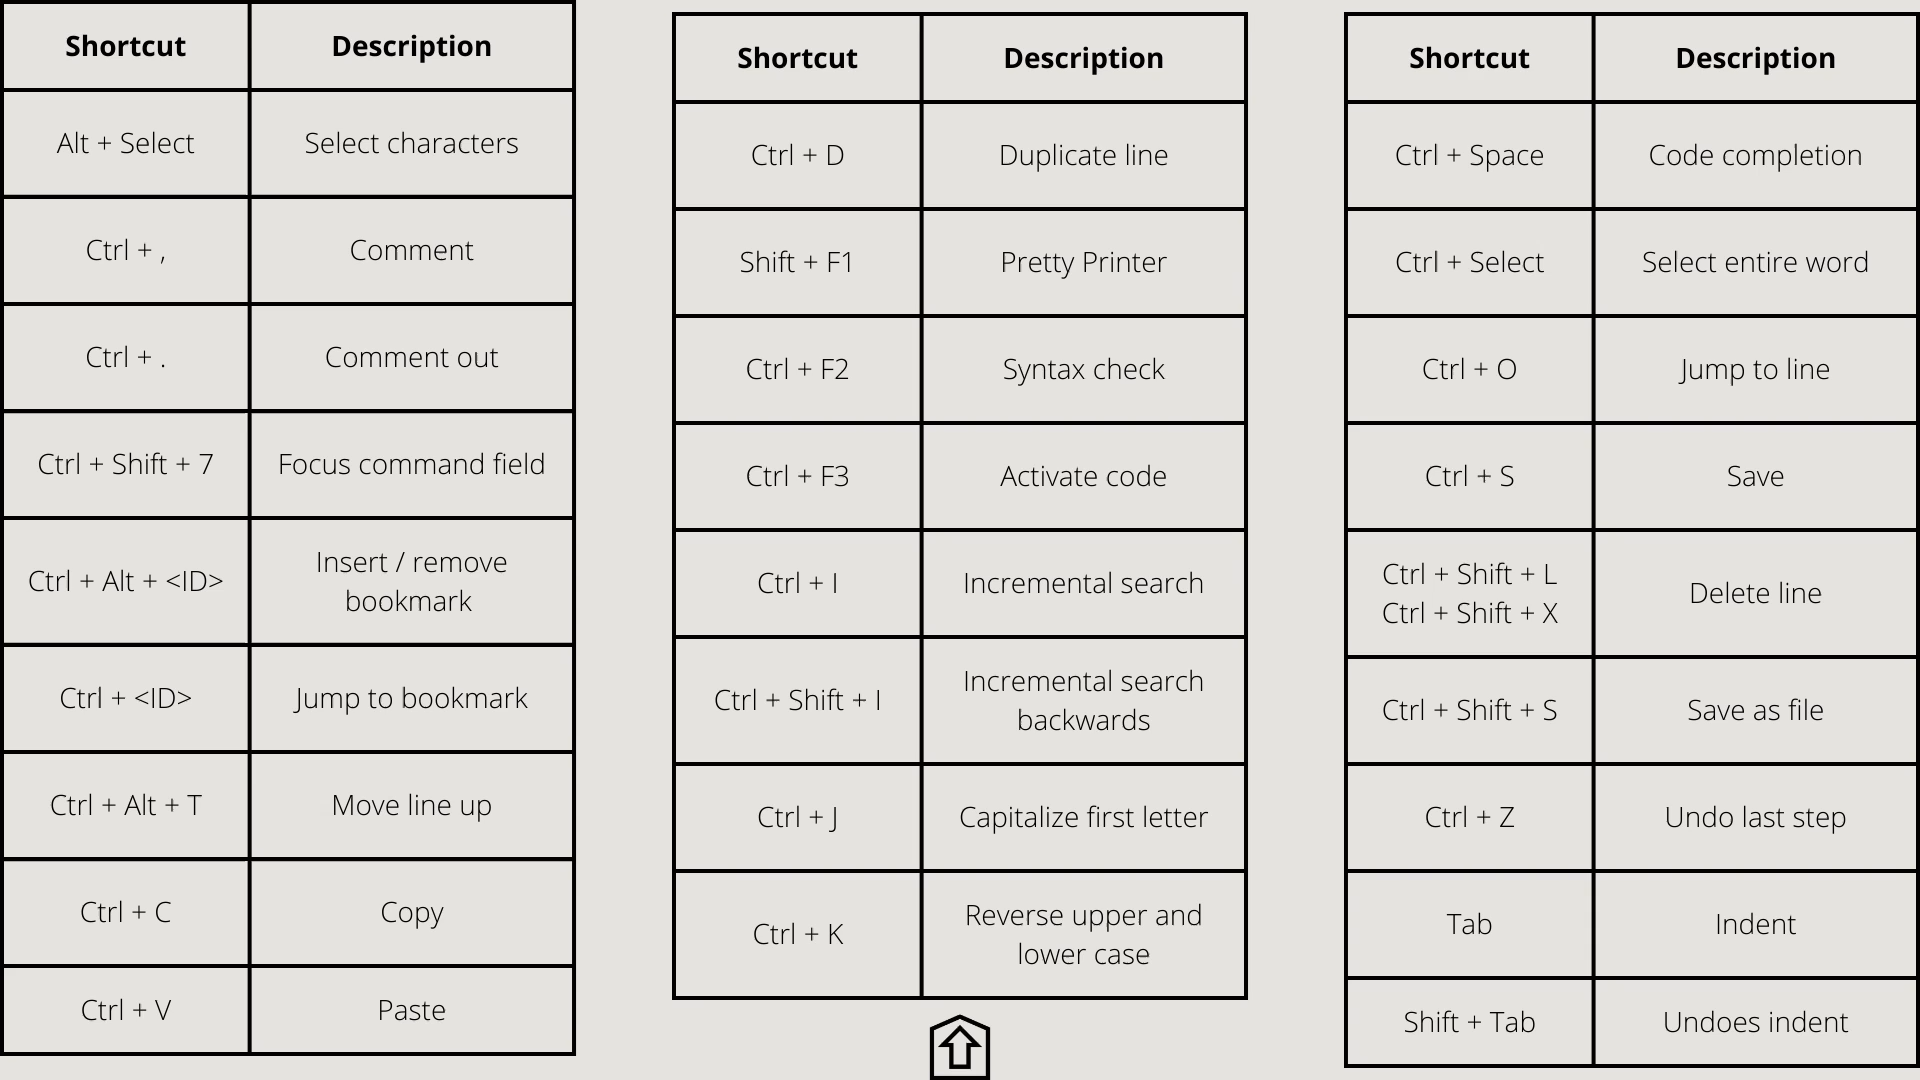 Shortcut Description
Alt + Select Select characters
Ctrl + , Comment
Ctrl + . Comment out
Ctrl + Shift + 7 Focus command field
Ctrl + Alt + <ID> Insert / remove
bookmark
Ctrl + <ID> Jump to bookmark
Ctrl + Alt + T Move line up
Ctrl + C Copy
Ctrl + V Paste
Shortcut Description
Ctrl + D Duplicate line
Shift + F1 Pretty Printer
Ctrl + F2 Syntax check
Ctrl + F3 Activate code
Ctrl + I Incremental search
Ctrl + Shift + I Incremental search
backwards
Ctrl + J Capitalize first letter
Ctrl + K Reverse upper and
lower case
Shortcut Description
Ctrl + Space Code completion
Ctrl + Select Select entire word
Ctrl + O Jump to line
Ctrl + S Save
Ctrl + Shift + L
Ctrl + Shift + X Delete line
Ctrl + Shift + S Save as file
Ctrl + Z Undo last step
Tab Indent
Shift + Tab Undoes indent